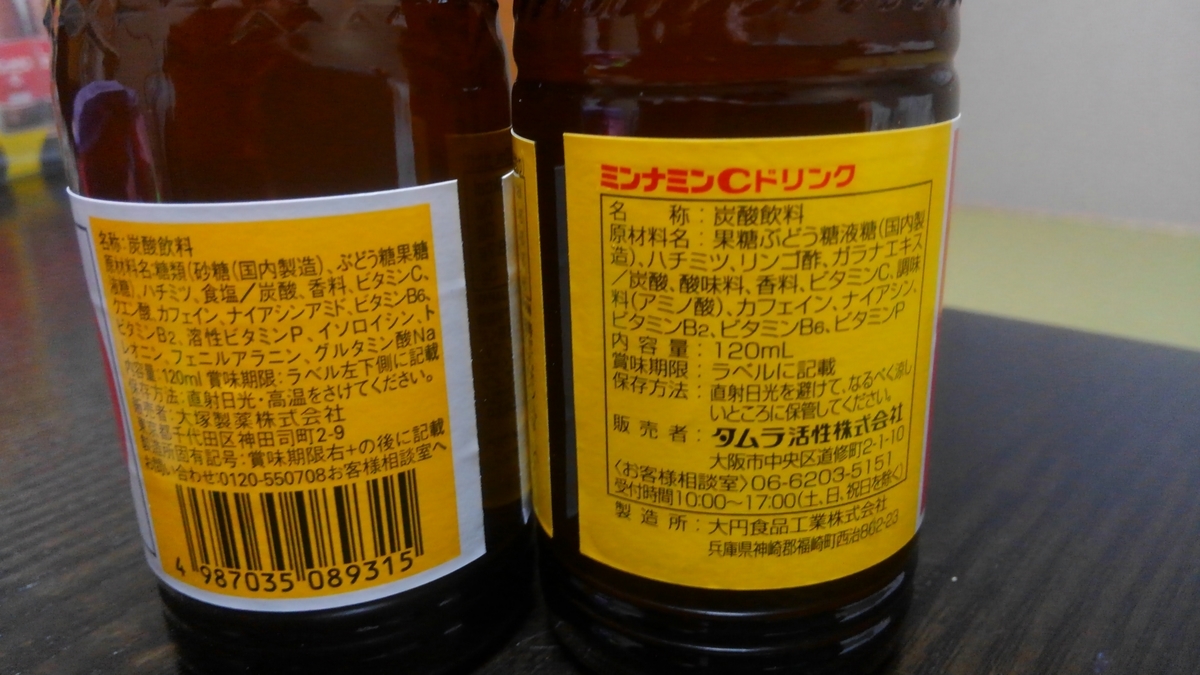 名称:炭酸飲料
原材料名:糖類(砂糖(国内製造)、ぶどう糖果糖
液糖)、ハチミツ、食塩/炭酸、香料、ビタミンC、
クエン酸、カフェイン、ナイアシンアミド、ビタミンB6、
ビタミンB2、溶性ビタミンP、イソロイシン、ト
レオニン、フェニルアラニン、グルタミン酸Na
内容量:120ml 賞味期限:ラベル左下側に記載
保存方法:直射日光・高温をさけてください。
販売者:大塚製薬株式会社
東京都千代田区神田司町2-9
製造所固有記号:賞味期限右+の後に記載
お問い合わせ:0120-550708お客様相談室へ
4 987035 089315
ミンナミンCドリンク
名称:炭酸飲料
原材料名:果糖ぶどう糖液糖(国内製
造)、ハチミツ、リンゴ酢、ガラナエキス
/炭酸、酸味料、香料、ビタミンC、調味
料(アミノ酸)、カフェイン、ナイアシン、
ビタミンB2、ビタミンB6、ビタミンP
内容量:120mL
賞味期限:ラベルに記載
保存方法:直射日光を避けて、なるべく涼し
いところに保管してください。
販売者:タムラ活性株式会社
大阪市中央区道修町2-1-10
〈お客様相談室〉06-6203-5151
受付時間10:00〜17:00(土、日、祝日を除く)
製造所:大円食品工業株式会社
兵庫県神崎郡福崎町西治862-23